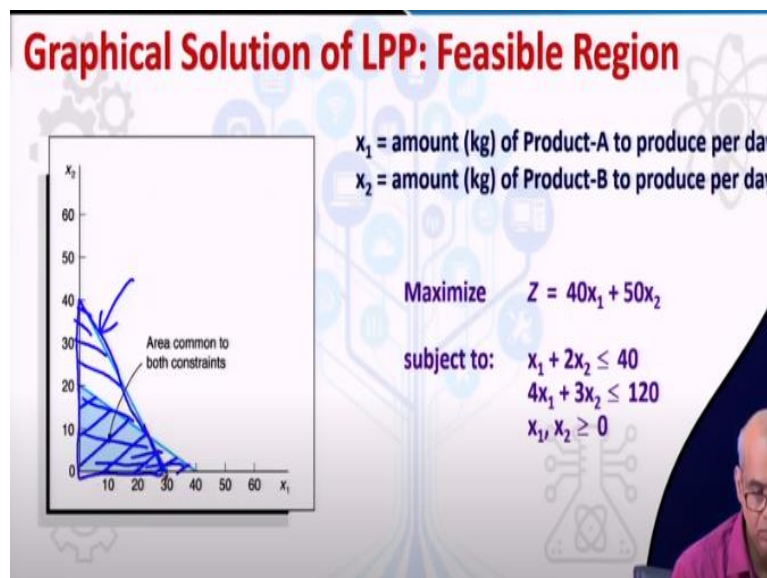 Graphical Solution of LPP: Feasible Region
x₁ = amount (kg) of Product-A to produce per da
x₂ = amount (kg) of Product-B to produce per da
x₂
60
50
40
30
20
10
0
Area common to
both constraints
10 20 30 40 50 60 x₁
Maximize Z = 40x₁ + 50x₂
subject to: x₁ + 2x₂ ≤ 40
4x₁ + 3x₂ ≤ 120
x₁, x₂ ≥ 0